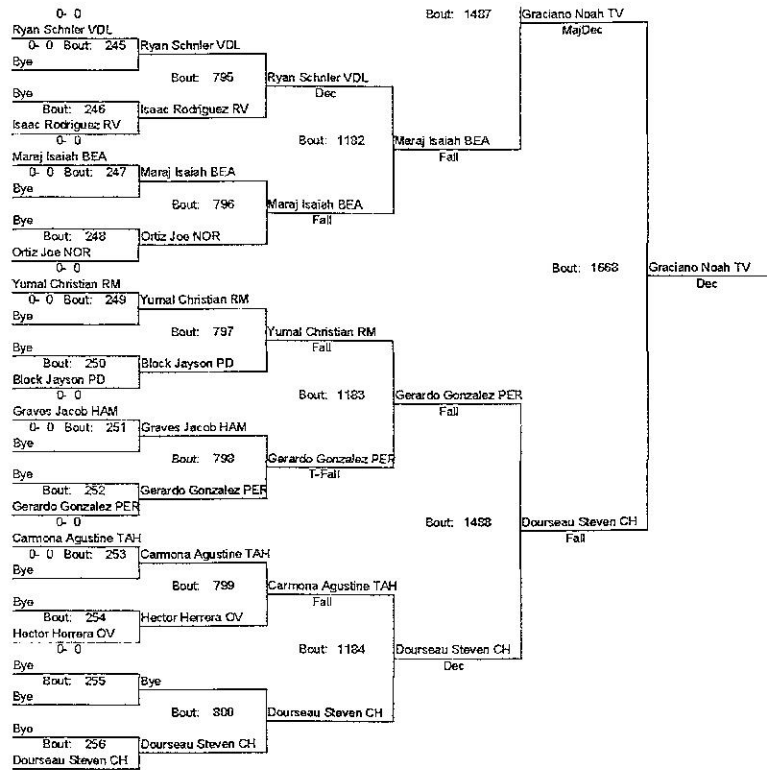 0- 0
Bout: 1487 Graciano Noah TV
Ryan Schnier VDL
MajDec
0- 0 Bout: 245 Ryan Schnier VDL
Bye
Bout: 795 Ryan Schnier VDL
Bye
Dec
Bout: 246 Isaac Rodriguez RV
Isaac Rodriguez RV
0- 0
Bout: 1182 Maraj Isaiah BEA
Maraj Isaiah BEA
Fall
0- 0 Bout: 247 Maraj Isaiah BEA
Bye
Bout: 796 Maraj Isaiah BEA
Bye
Fall
Bout: 248 Ortiz Joe NOR
Ortiz Joe NOR
0- 0
Bout: 1668 Graciano Noah TV
Yurnal Christian RM
Dec
0- 0 Bout: 249 Yurnal Christian RM
Bye
Bout: 797 Yurnal Christian RM
Bye
Fall
Bout: 250 Block Jayson PD
Block Jayson PD
0- 0
Bout: 1183 Gerardo Gonzalez PER
Graves Jacob HAM
Fall
0- 0 Bout: 251 Graves Jacob HAM
Bye
Bout: 798 Gerardo Gonzalez PER
Bye
T-Fall
Bout: 252 Gerardo Gonzalez PER
Gerardo Gonzalez PER
0- 0
Bout: 1488 Dourseau Steven CH
Carmona Agustine TAH
Fall
0- 0 Bout: 253 Carmona Agustine TAH
Bye
Bout: 799 Carmona Agustine TAH
Bye
Fall
Bout: 254 Hector Herrera OV
Hector Herrera OV
0- 0
Bout: 1184 Dourseau Steven CH
Bye
Dec
Bout: 255 Bye
Bye
Bout: 800 Dourseau Steven CH
Bye
Bout: 256 Dourseau Steven CH
Dourseau Steven CH